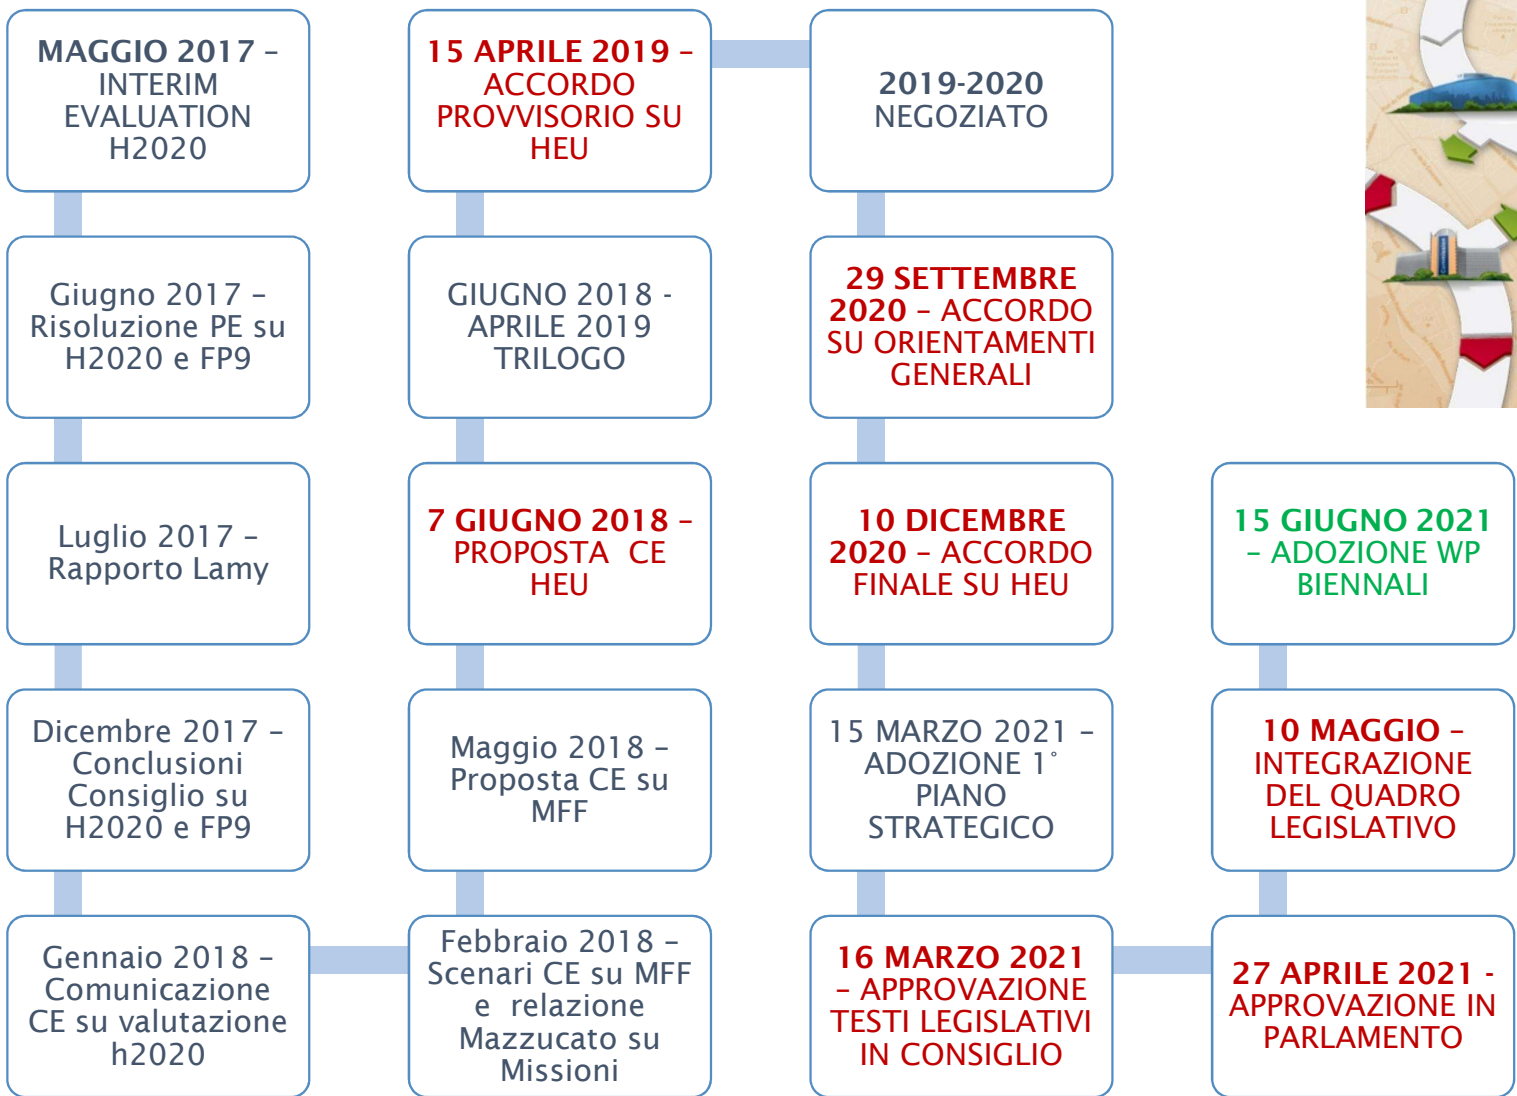 MAGGIO 2017 –
INTERIM
EVALUATION
H2020
Giugno 2017 –
Risoluzione PE su
H2020 e FP9
Luglio 2017 –
Rapporto Lamy
Dicembre 2017 –
Conclusioni
Consiglio su
H2020 e FP9
Gennaio 2018 –
Comunicazione
CE su valutazione
h2020
Febbraio 2018 –
Scenari CE su MFF
e relazione
Mazzucato su
Missioni
Maggio 2018 –
Proposta CE su
MFF
7 GIUGNO 2018 –
PROPOSTA CE
HEU
GIUGNO 2018 -
APRILE 2019
TRILOGO
15 APRILE 2019 –
ACCORDO
PROVVISORIO SU
HEU
2019-2020
NEGOZIATO
29 SETTEMBRE
2020 – ACCORDO
SU ORIENTAMENTI
GENERALI
10 DICEMBRE
2020 – ACCORDO
FINALE SU HEU
15 MARZO 2021 –
ADOZIONE 1°
PIANO
STRATEGICO
16 MARZO 2021
– APPROVAZIONE
TESTI LEGISLATIVI
IN CONSIGLIO
27 APRILE 2021 -
APPROVAZIONE IN
PARLAMENTO
10 MAGGIO –
INTEGRAZIONE
DEL QUADRO
LEGISLATIVO
15 GIUGNO 2021
– ADOZIONE WP
BIENNALI